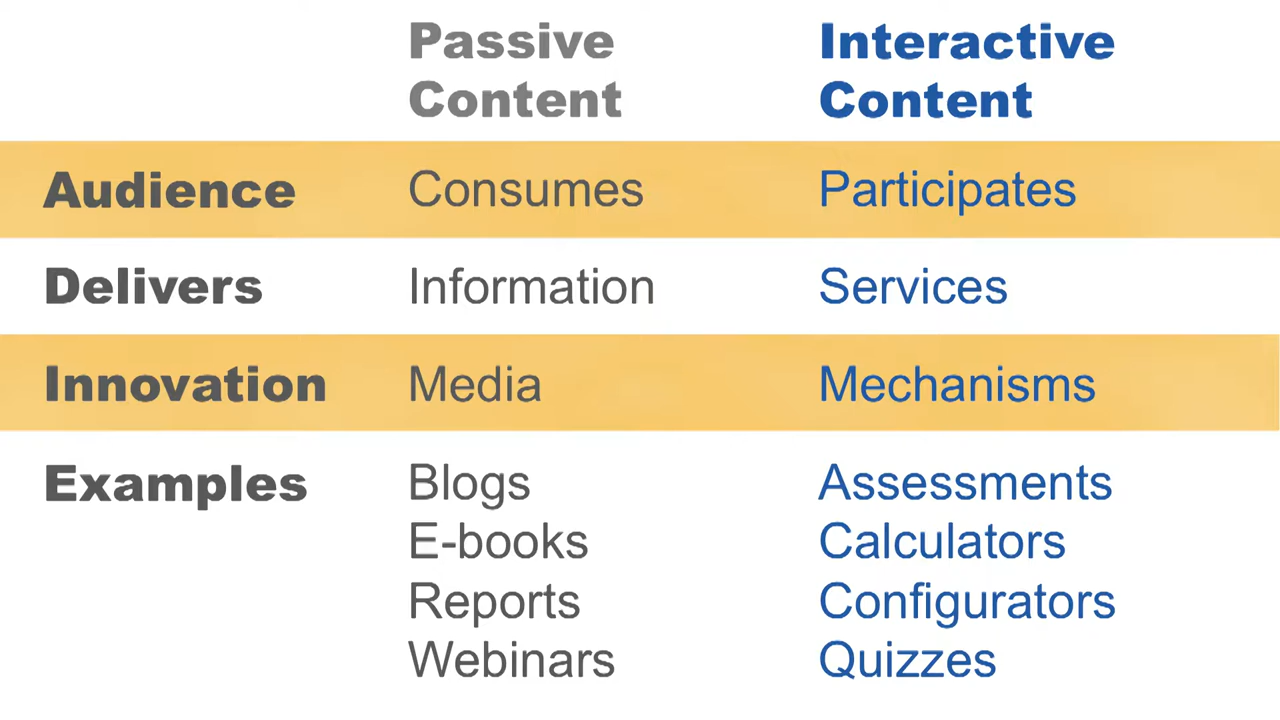 Passive Content
Interactive Content
Audience Consumes Participates
Delivers Information Services
Innovation Media Mechanisms
Examples Blogs Assessments
E-books Calculators
Reports Configurators
Webinars Quizzes